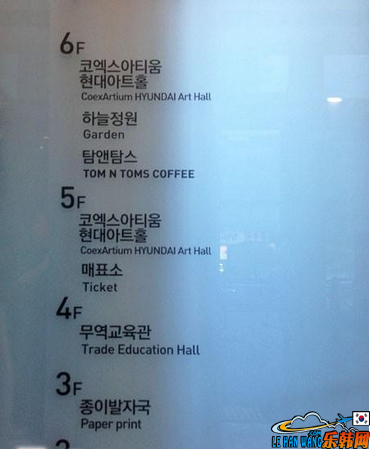 6F
코엑스아티움
현대아트홀
CoexArtium HYUNDAI Art Hall
하늘정원
Garden
탐앤탐스
TOM N TOMS COFFEE
5F
코엑스아티움
현대아트홀
CoexArtium HYUNDAI Art Hall
매표소
Ticket
4F
무역교육관
Trade Education Hall
3F
종이발자국
Paper print
LE HAN WANG
乐韩网